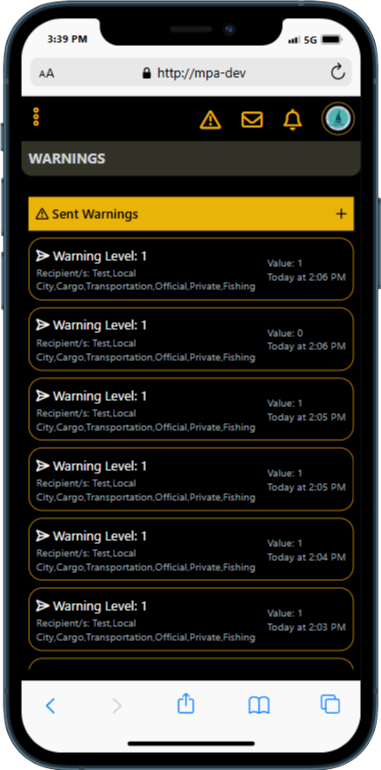 3:39 PM
5G
AA
http://mpa-dev
WARNINGS
Sent Warnings
+
Warning Level: 1
Recipient/s: Test,Local
City,Cargo,Transportation,Official,Private,Fishing
Value: 1
Today at 2:06 PM
Warning Level: 1
Recipient/s: Test,Local
City,Cargo,Transportation,Official,Private,Fishing
Value: 0
Today at 2:06 PM
Warning Level: 1
Recipient/s: Test,Local
City,Cargo,Transportation,Official,Private,Fishing
Value: 1
Today at 2:05 PM
Warning Level: 1
Recipient/s: Test,Local
City,Cargo,Transportation,Official,Private,Fishing
Value: 1
Today at 2:05 PM
Warning Level: 1
Recipient/s: Test,Local
City,Cargo,Transportation,Official,Private,Fishing
Value: 1
Today at 2:04 PM
Warning Level: 1
Recipient/s: Test,Local
City,Cargo,Transportation,Official,Private,Fishing
Value: 1
Today at 2:03 PM